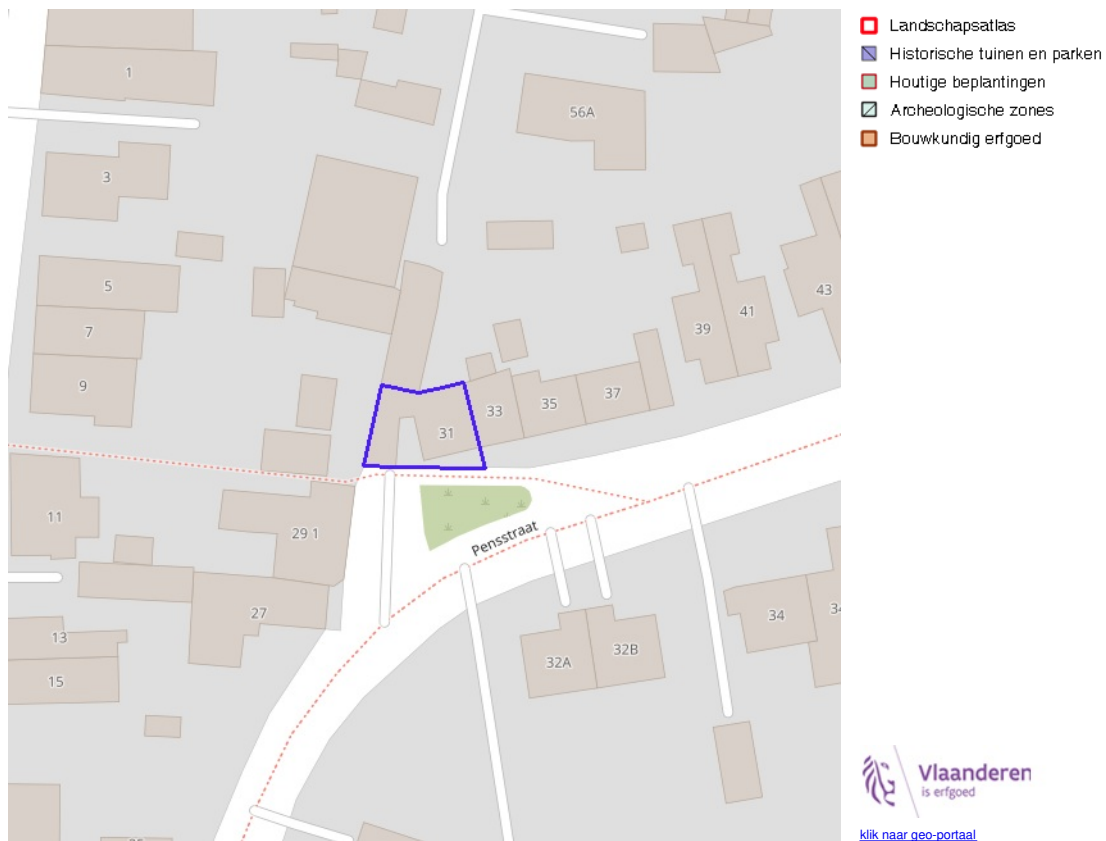 1
56A
3
5
43
7
41
39
9
37
33
35
31
11
29 1
Pensstraat
27
34
13
32B
32A
15
Landschapsatlas
Historische tuinen en parken
Houtige beplantingen
Archeologische zones
Bouwkundig erfgoed
Vlaanderen
is erfgoed
klik naar geo-portaal